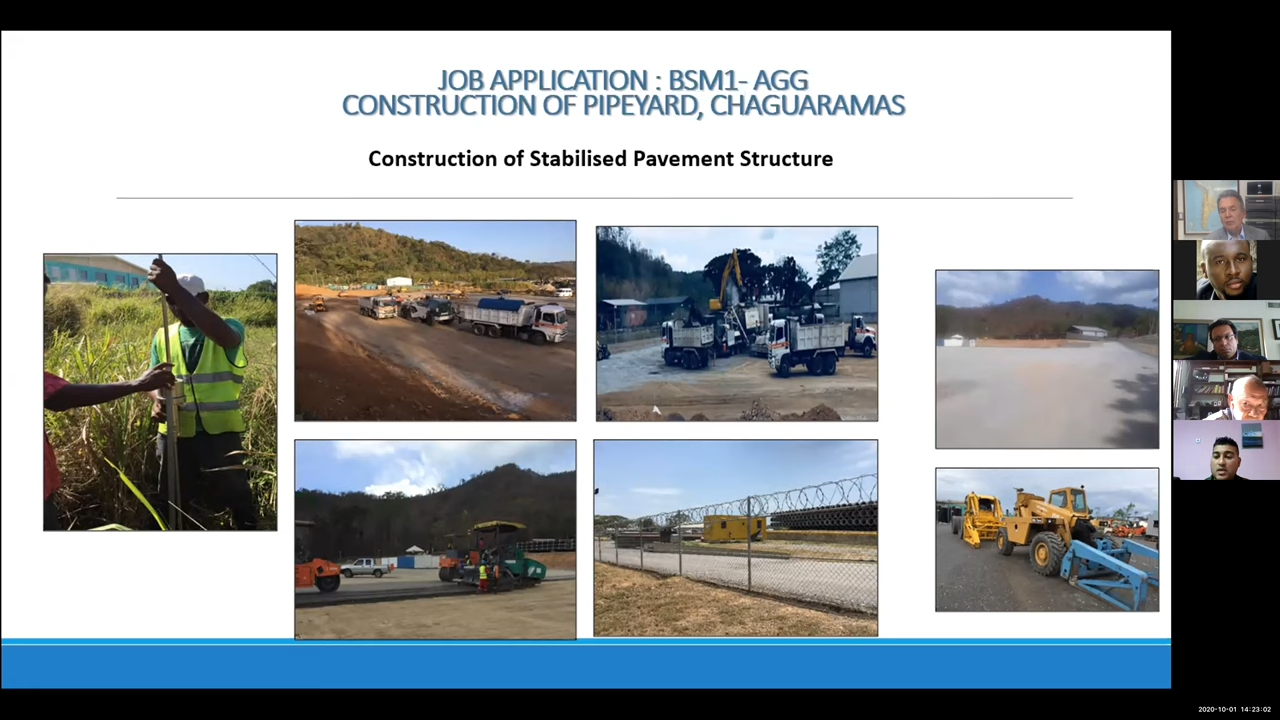 JOB APPLICATION : BSM1- AGG
CONSTRUCTION OF PIPEYARD, CHAGUARAMAS
Construction of Stabilised Pavement Structure
2020-10-01 14:23:02